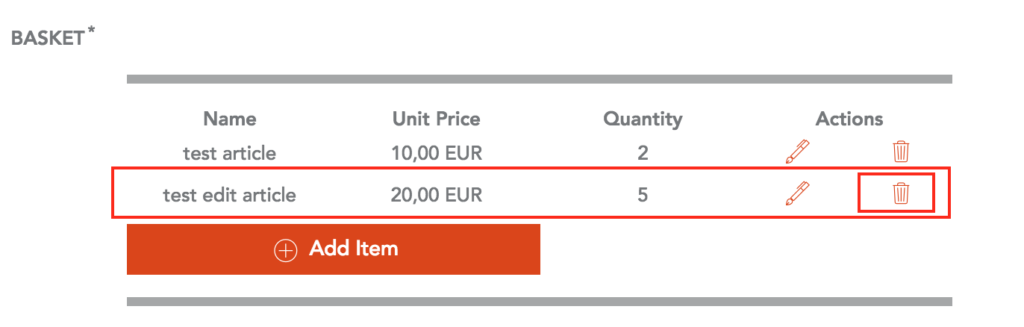 BASKET*
Name Unit Price Quantity Actions
test article 10,00 EUR 2
test edit article 20,00 EUR 5
Add Item